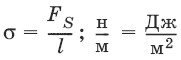 σ = F_S / l ; н/м = Дж/м²